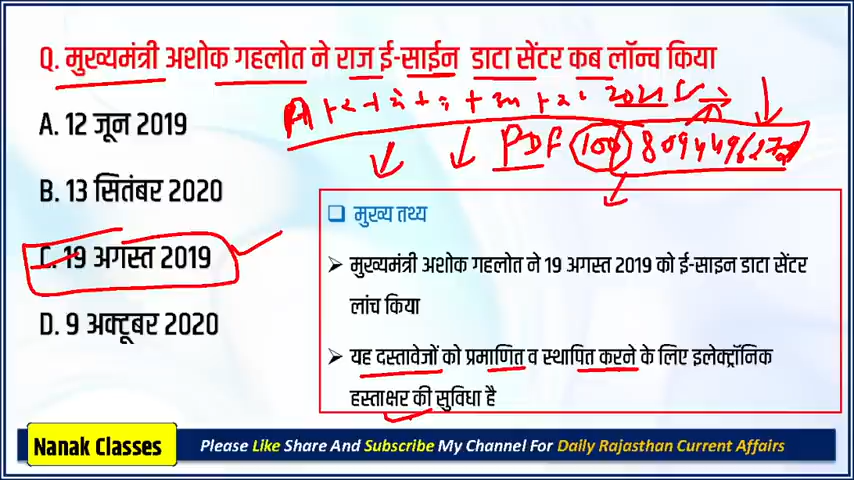 Q. मुख्यमंत्री अशोक गहलोत ने राज ई-साईन डाटा सेंटर कब लॉन्च किया
2021
A. 12 जून 2019
PDF 100
B. 13 सितंबर 2020
C. 19 अगस्त 2019
D. 9 अक्टूबर 2020
मुख्य तथ्य
मुख्यमंत्री अशोक गहलोत ने 19 अगस्त 2019 को ई-साइन डाटा सेंटर
लांच किया
यह दस्तावेजों को प्रमाणित व स्थापित करने के लिए इलेक्ट्रॉनिक
हस्ताक्षर की सुविधा है
Nanak Classes
Please Like Share And Subscribe My Channel For Daily Rajasthan Current Affairs